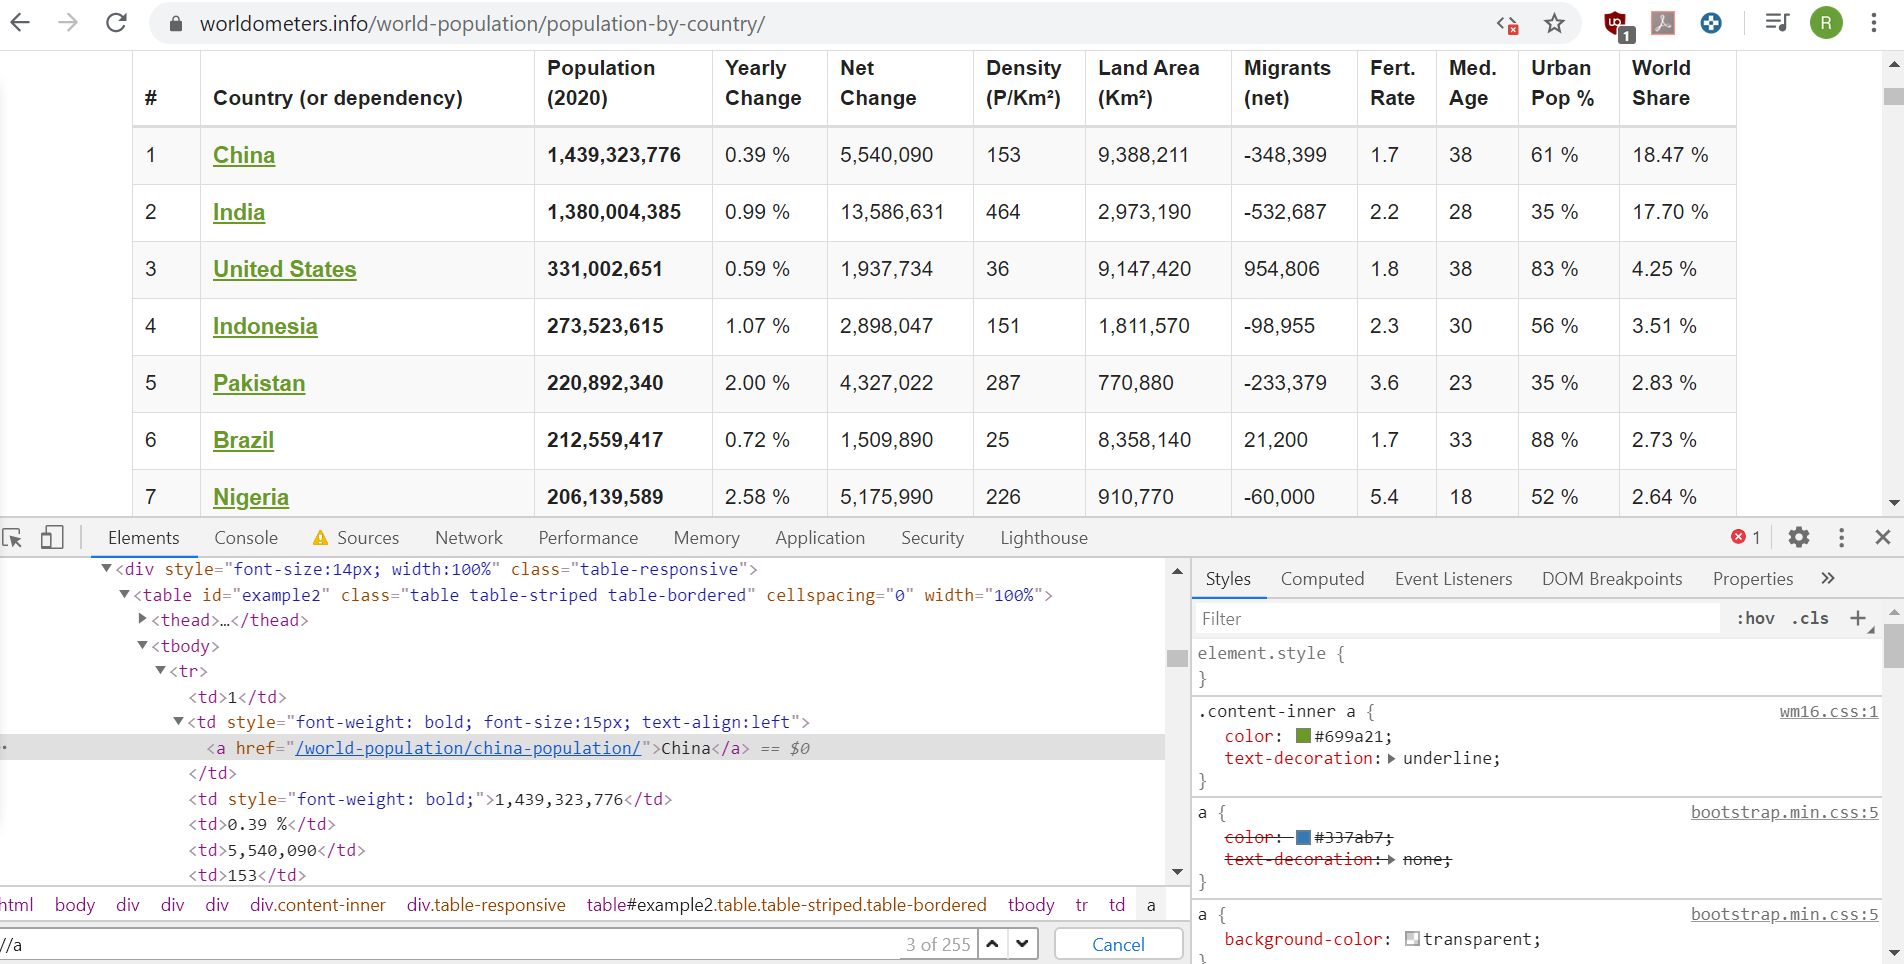 worldometers.info/world-population/population-by-country/
1
R
# Country (or dependency) Population (2020) Yearly Change Net Change Density (P/Km²) Land Area (Km²) Migrants (net) Fert. Rate Med. Age Urban Pop % World Share
1 China 1,439,323,776 0.39 % 5,540,090 153 9,388,211 -348,399 1.7 38 61 % 18.47 %
2 India 1,380,004,385 0.99 % 13,586,631 464 2,973,190 -532,687 2.2 28 35 % 17.70 %
3 United States 331,002,651 0.59 % 1,937,734 36 9,147,420 954,806 1.8 38 83 % 4.25 %
4 Indonesia 273,523,615 1.07 % 2,898,047 151 1,811,570 -98,955 2.3 30 56 % 3.51 %
5 Pakistan 220,892,340 2.00 % 4,327,022 287 770,880 -233,379 3.6 23 35 % 2.83 %
6 Brazil 212,559,417 0.72 % 1,509,890 25 8,358,140 21,200 1.7 33 88 % 2.73 %
7 Nigeria 206,139,589 2.58 % 5,175,990 226 910,770 -60,000 5.4 18 52 % 2.64 %
Elements Console Sources Network Performance Memory Application Security Lighthouse 1
<div style="font-size:14px; width:100%" class="table-responsive">
<table id="example2" class="table table-striped table-bordered" cellspacing="0" width="100%">
<thead>…</thead>
<tbody>
<tr>
<td>1</td>
<td style="font-weight: bold; font-size:15px; text-align:left">
<a href="/world-population/china-population/">China</a> == $0
</td>
<td style="font-weight: bold;">1,439,323,776</td>
<td>0.39 %</td>
<td>5,540,090</td>
<td>153</td>
html body div div div div.content-inner div.table-responsive table#example2.table.table-striped.table-bordered tbody tr td a
//a 3 of 255 Cancel
Styles Computed Event Listeners DOM Breakpoints Properties »
Filter :hov .cls +
element.style {
}
.content-inner a { wm16.css:1
color: #699a21;
text-decoration: underline;
}
a { bootstrap.min.css:5
color: #337ab7;
text-decoration: none;
}
a { bootstrap.min.css:5
background-color: transparent;
}